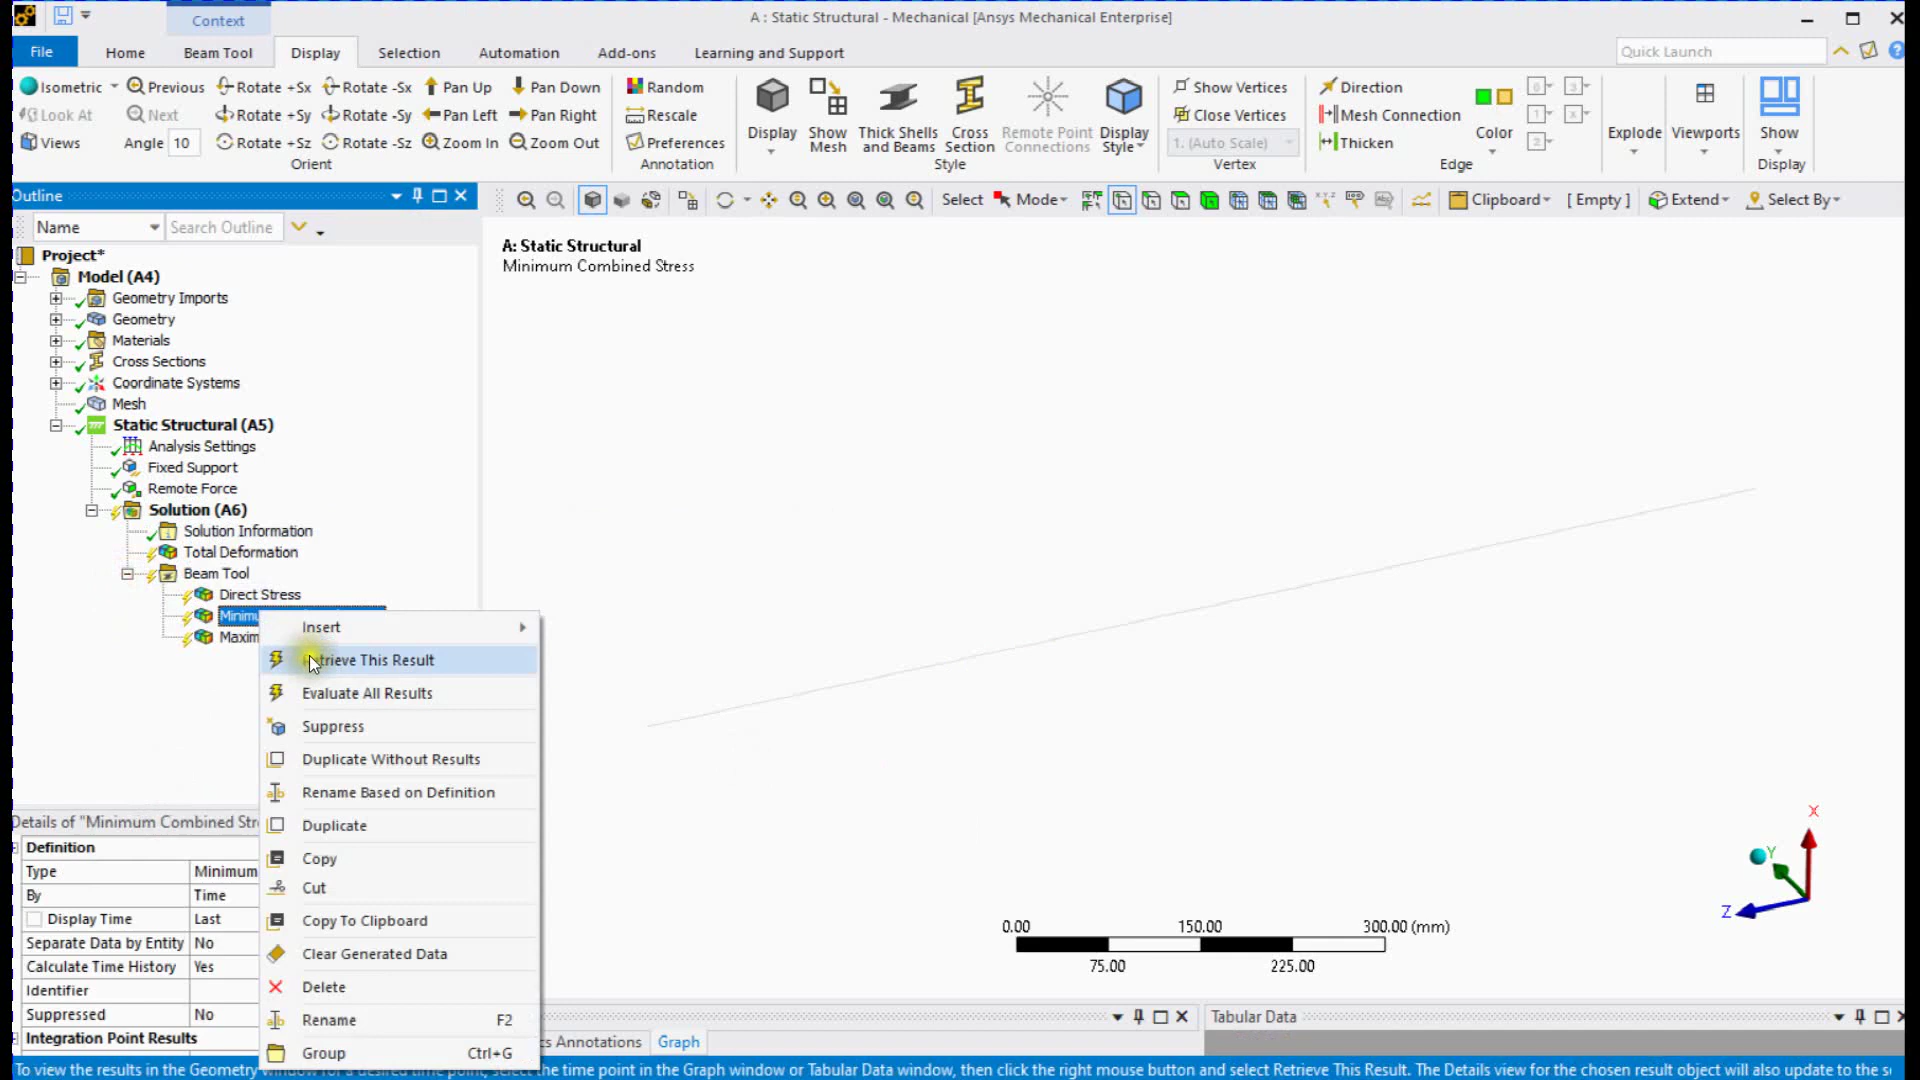 Context
A : Static Structural - Mechanical [Ansys Mechanical Enterprise]
File Home Beam Tool Display Selection Automation Add-ons Learning and Support Quick Launch
Isometric Previous Rotate +Sx Rotate -Sx Pan Up Pan Down Random Show Vertices Direction
Look At Next Rotate +Sy Rotate -Sy Pan Left Pan Right Rescale Close Vertices Mesh Connection
Views Angle 10 Rotate +Sz Rotate -Sz Zoom In Zoom Out Preferences 1. (Auto Scale) Thicken
Display Show Mesh Thick Shells and Beams Cross Section Remote Point Connections Display Style Color Explode Viewports Show
Orient Annotation Style Vertex Edge Display
Outline
Select Mode Clipboard [ Empty ] Extend Select By
Name Search Outline
Project*
Model (A4)
Geometry Imports
Geometry
Materials
Cross Sections
Coordinate Systems
Mesh
Static Structural (A5)
Analysis Settings
Fixed Support
Remote Force
Solution (A6)
Solution Information
Total Deformation
Beam Tool
Direct Stress
A: Static Structural
Minimum Combined Stress
Insert
This Result
Evaluate All Results
Suppress
Duplicate Without Results
Rename Based on Definition
Duplicate
Copy
Cut
Copy To Clipboard
Clear Generated Data
Delete
Rename F2
Group Ctrl+G
Details of "Minimum Combined
Definition
Type Minimum
By Time
Display Time Last
Separate Data by Entity No
Calculate Time History Yes
Identifier
Suppressed No
Integration Point Results
X
Y
Z
0.00 150.00 300.00 (mm)
75.00 225.00
Tabular Data
Annotations Graph
To view the results in the Geometry window for a desired time point, select the time point in the Graph window or Tabular Data window, then click the right mouse button and select Retrieve This Result. The Details view for the chosen result object will also update to the